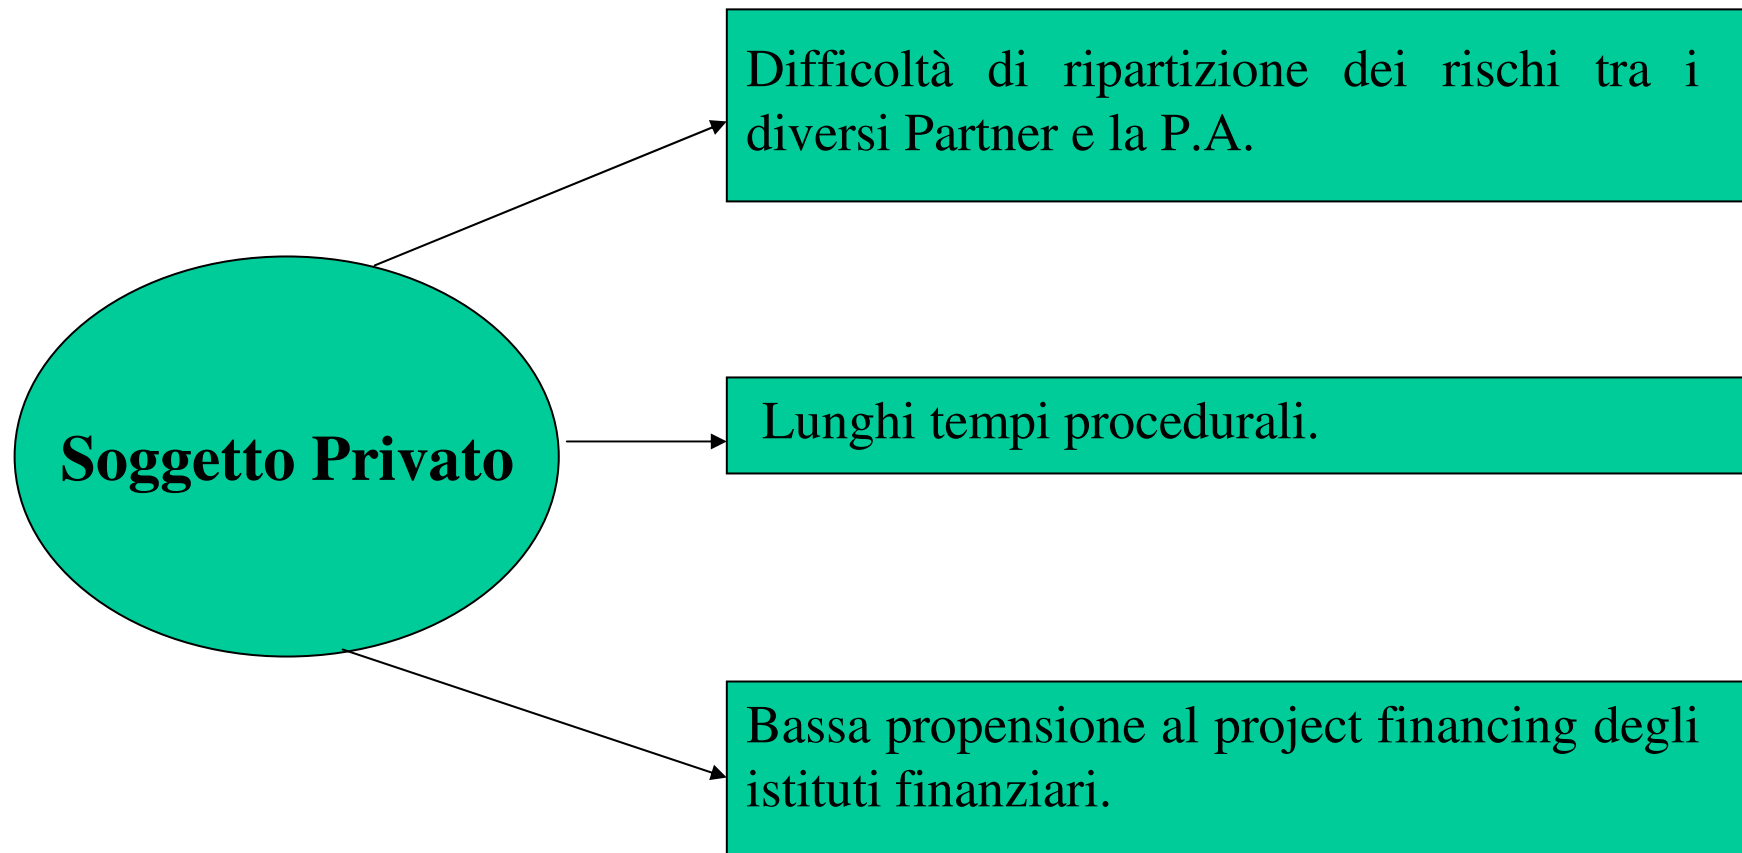 Difficoltà di ripartizione dei rischi tra i
diversi Partner e la P.A.
Soggetto Privato
Lunghi tempi procedurali.
Bassa propensione al project financing degli
istituti finanziari.